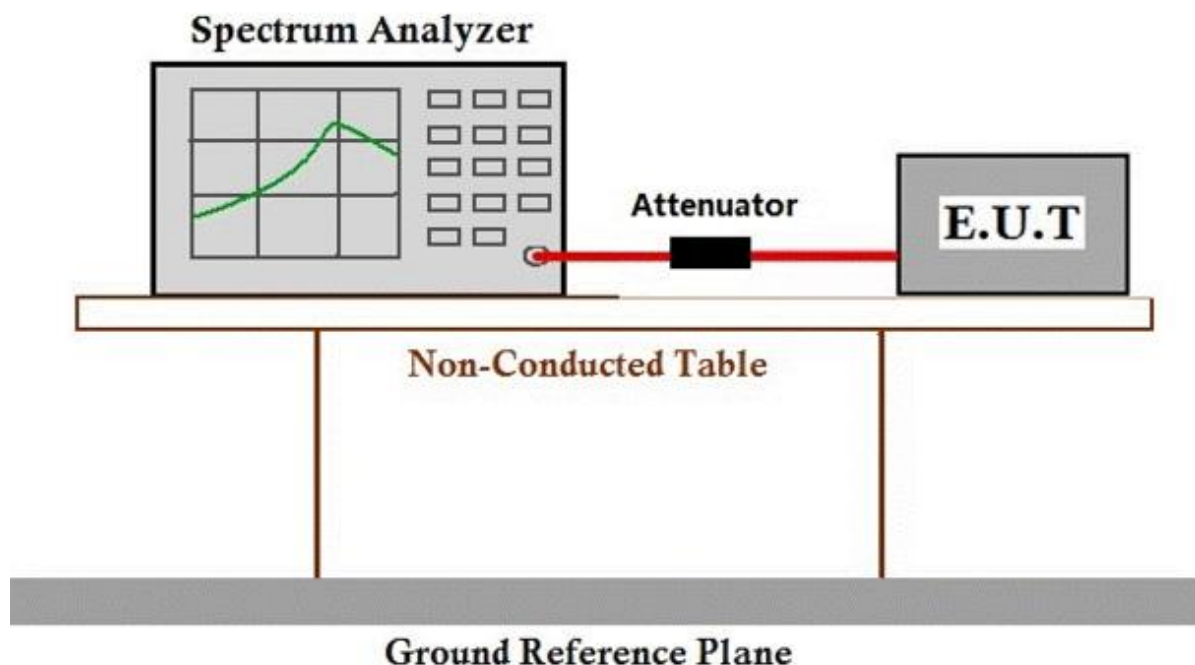 Spectrum Analyzer
Attenuator
E.U.T
Non-Conducted Table
Ground Reference Plane